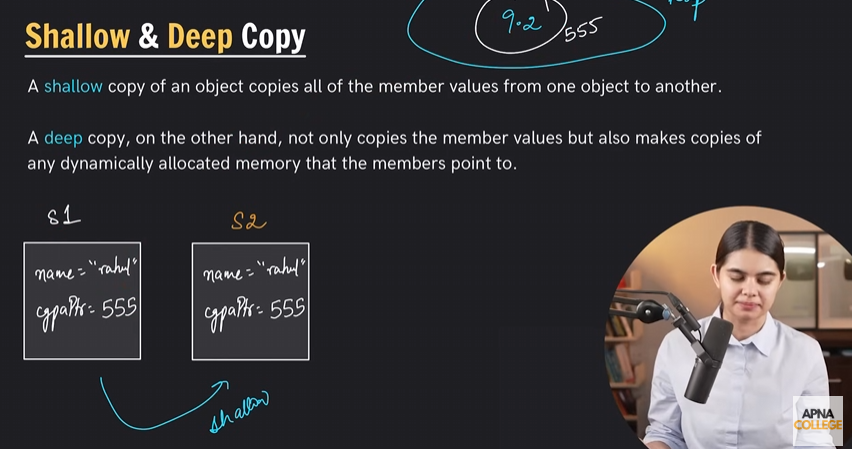 9.2
555
Shallow & Deep Copy
A shallow copy of an object copies all of the member values from one object to another.
A deep copy, on the other hand, not only copies the member values but also makes copies of
any dynamically allocated memory that the members point to.
S1
S2
name = "rahul"
cgpaPtr = 555
name = "rahul"
cgpaPtr = 555
shallow
APNA
COLLEGE